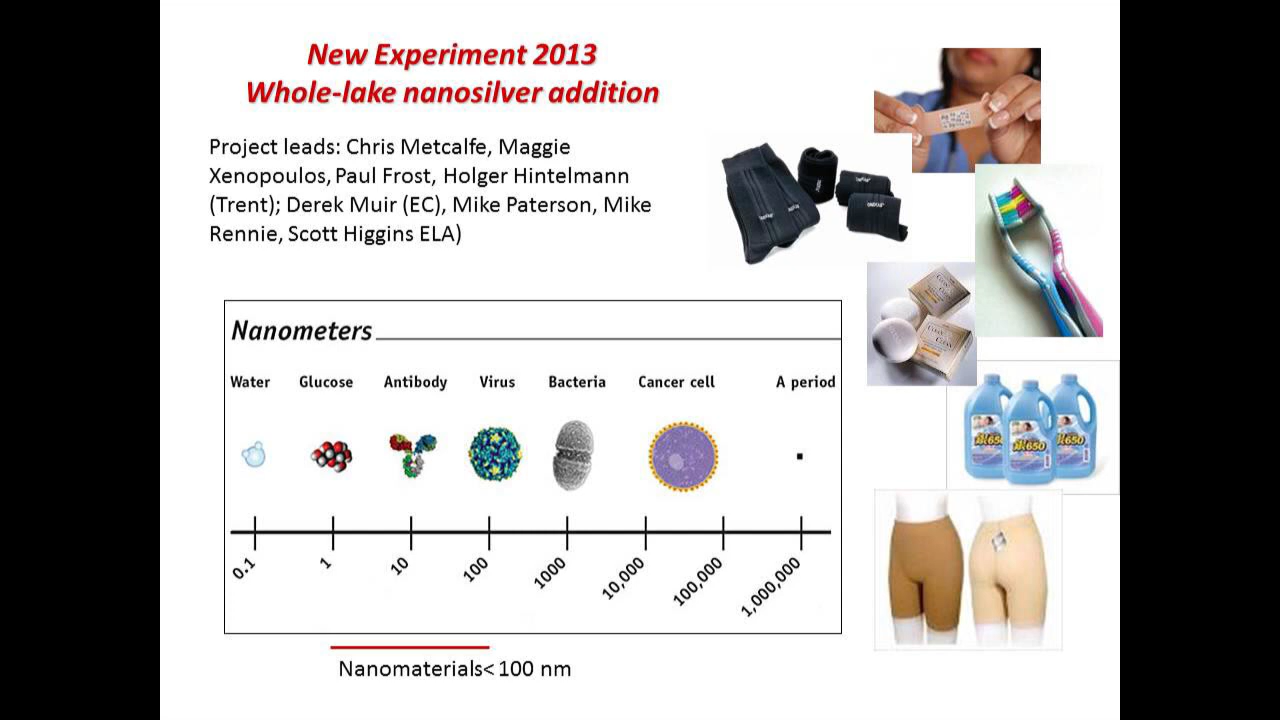 New Experiment 2013
Whole-lake nanosilver addition
Project leads: Chris Metcalfe, Maggie
Xenopoulos, Paul Frost, Holger Hintelmann
(Trent); Derek Muir (EC), Mike Paterson, Mike
Rennie, Scott Higgins ELA)
Nanometers
Water Glucose Antibody Virus Bacteria Cancer cell A period
0.1 1 10 100 1000 10,000 100,000 1,000,000
Nanomaterials< 100 nm